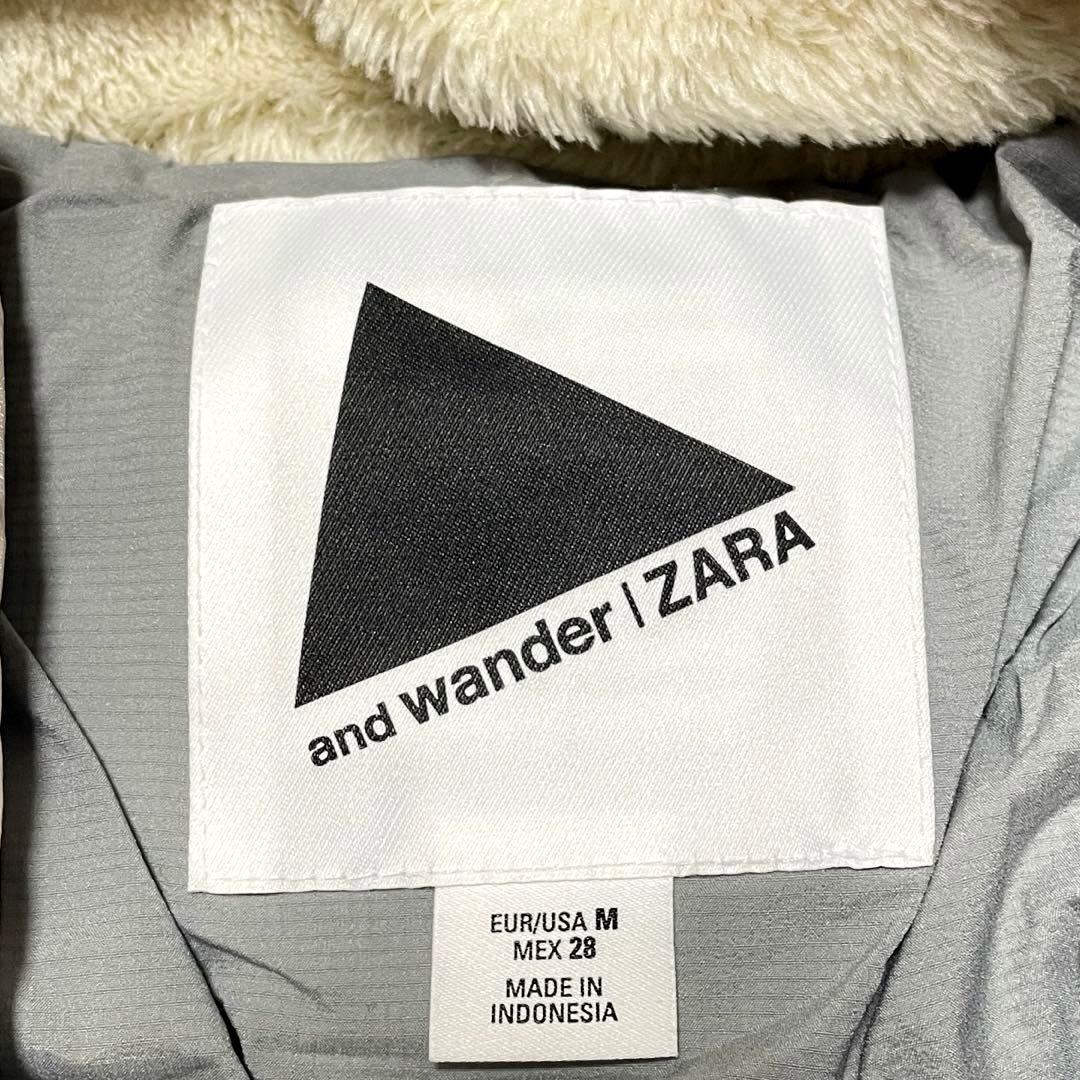 and wander | ZARA
EUR/USA M
MEX 28
MADE IN
INDONESIA